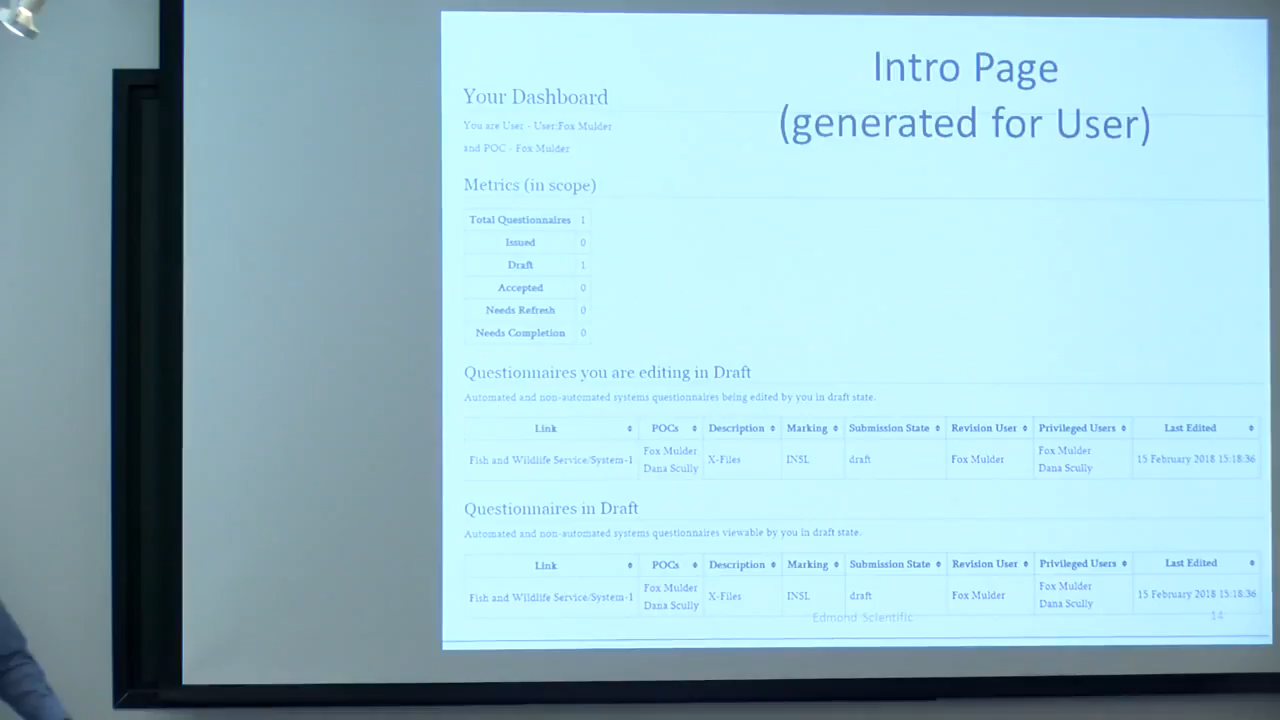 Intro Page
(generated for User)
Your Dashboard
You are User - User:Fox Mulder
and POC - Fox Mulder
Metrics (in scope)
Total Questionnaires 1
Issued 0
Draft 1
Accepted 0
Needs Refresh 0
Needs Completion 0
Questionnaires you are editing in Draft
Automated and non-automated systems questionnaires being edited by you in draft state.
Link POCs Description Marking Submission State Revision User Privileged Users Last Edited
Fish and Wildlife Service/System-1 Fox Mulder Dana Scully X-Files INSL draft Fox Mulder Fox Mulder Dana Scully 15 February 2018 15:18:36
Questionnaires in Draft
Automated and non-automated systems questionnaires viewable by you in draft state.
Link POCs Description Marking Submission State Revision User Privileged Users Last Edited
Fish and Wildlife Service/System-1 Fox Mulder Dana Scully X-Files INSL draft Fox Mulder Fox Mulder Dana Scully 15 February 2018 15:18:36
Edmond Scientific 14